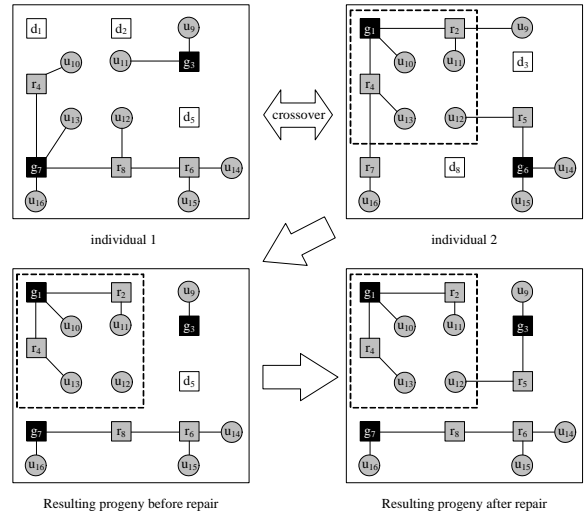 d1 d2 u9
u10 u11 g3
r4
u13 u12 d5
g7 r8 r6 u14
u16 u15
individual 1
crossover
g1 r2 u9
u10 u11 d3
r4
u13 u12 r5
r7 d8 g6 u14
u16 u15
individual 2
g1 r2 u9
u10 u11 g3
r4
u13 u12 d5
g7 r8 r6 u14
u16 u15
Resulting progeny before repair
g1 r2 u9
u10 u11 g3
r4
u13 u12 r5
g7 r8 r6 u14
u16 u15
Resulting progeny after repair